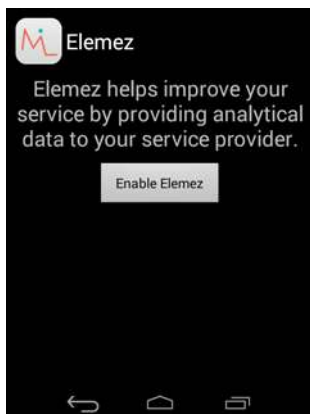 Elemez
Elemez helps improve your
service by providing analytical
data to your service provider.
Enable Elemez